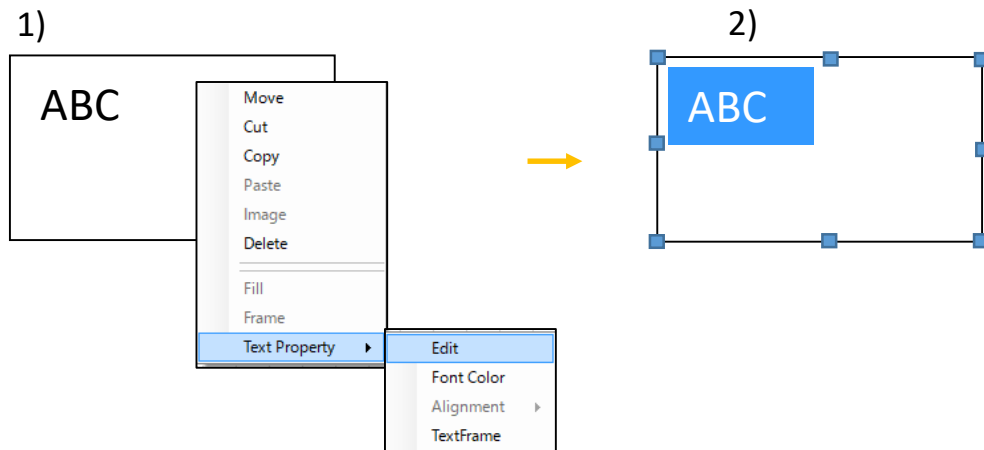 1)
ABC
Move
Cut
Copy
Paste
Image
Delete
Fill
Frame
Text Property
Edit
Font Color
Alignment
TextFrame
2)
ABC